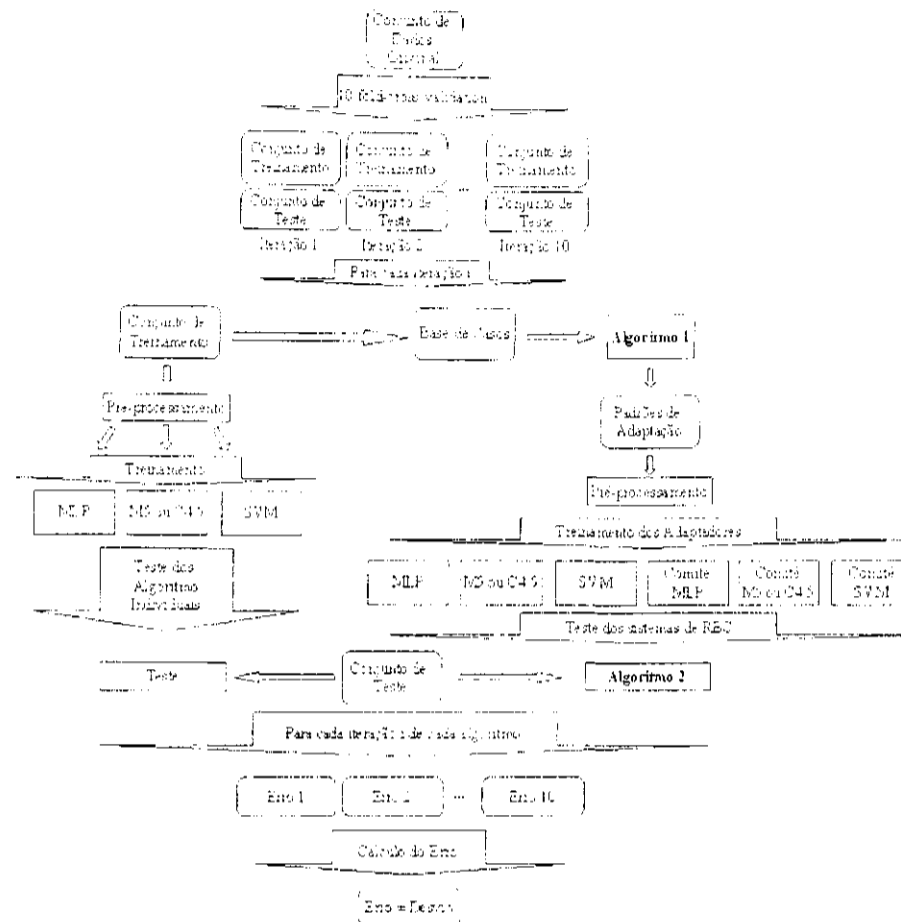 Conjunto de
Dados
Original
10 fold-cross validation
Conjunto de
Treinamento
Conjunto de
Treinamento
...
Conjunto de
Treinamento
Conjunto de
Teste
Conjunto de
Teste
Conjunto de
Teste
Iteração 1
Iteração 2
Iteração 10
Para cada iteração i
Conjunto de
Treinamento
Base de Casos
Algoritmo 1
Pré-processamento
Padrões de
Adaptação
Treinamento
Pré-processamento
MLP
M5 ou C4.5
SVM
Treinamento dos Adaptadores
Teste dos
Algoritmo
Individuais
MLP
M5 ou C4.5
SVM
Comitê
MLP
Comitê
M5 ou C4.5
Comitê
SVM
Teste dos sistemas de RBC
Teste
Conjunto de
Teste
Algoritmo 2
Para cada iteração i de cada algoritmo
Erro 1
Erro 2
...
Erro 10
Cálculo do Erro
Erro ± Desvio